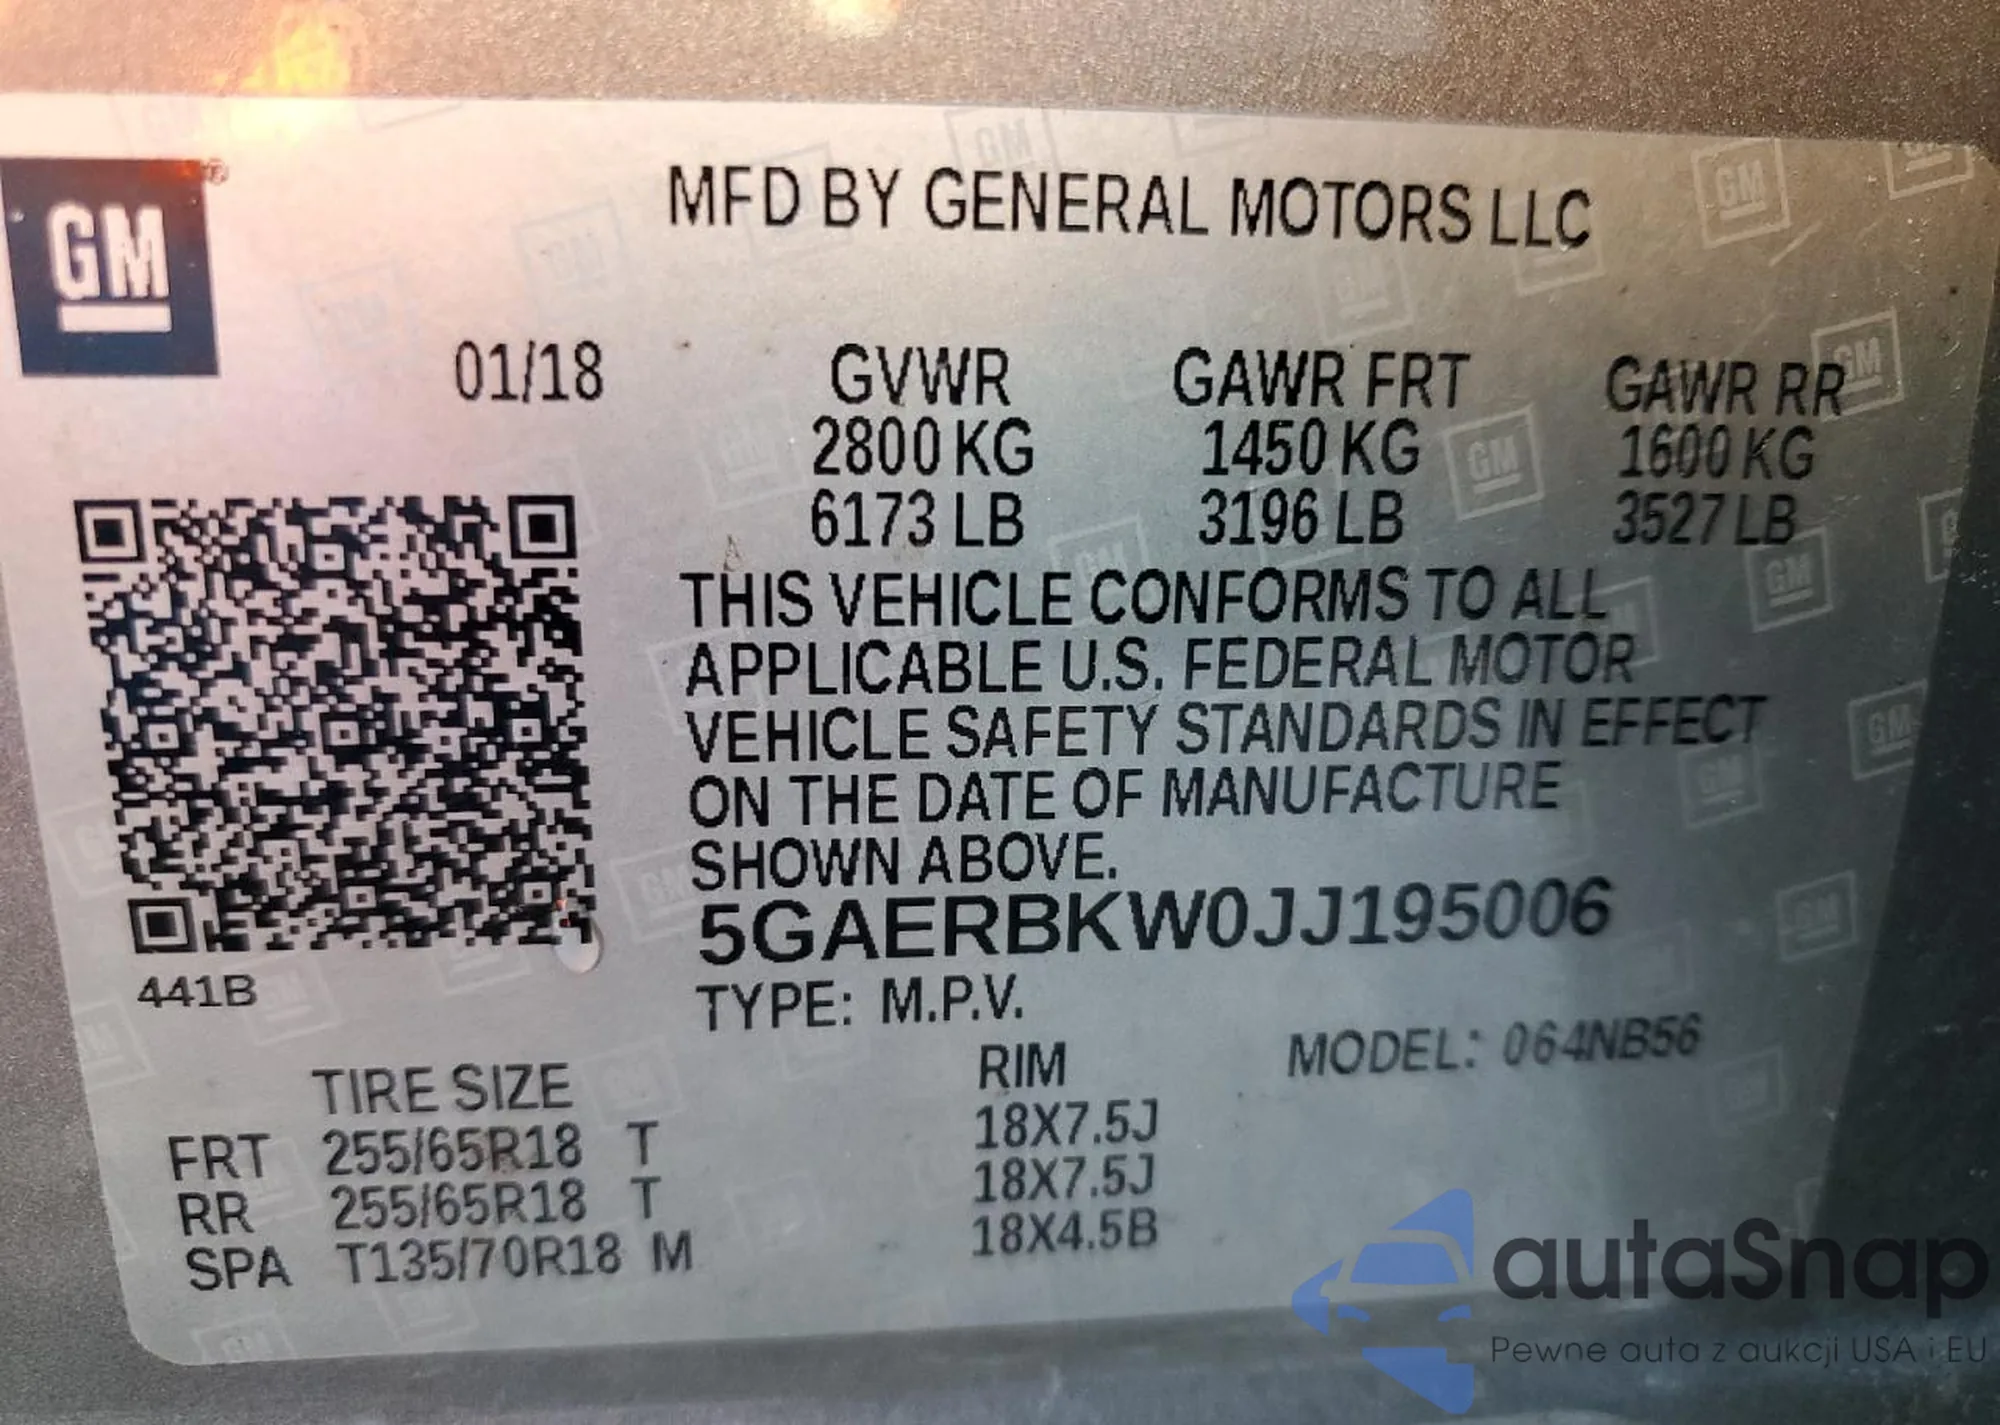 GM
MFD BY GENERAL MOTORS LLC
01/18 GVWR GAWR FRT GAWR RR
2800 KG 1450 KG 1600 KG
6173 LB 3196 LB 3527 LB
THIS VEHICLE CONFORMS TO ALL
APPLICABLE U.S. FEDERAL MOTOR
VEHICLE SAFETY STANDARDS IN EFFECT
ON THE DATE OF MANUFACTURE
SHOWN ABOVE.
5GAERBKW0JJ195006
441B
TYPE: M.P.V.
TIRE SIZE RIM MODEL: 064NB56
FRT 255/65R18 T 18X7.5J
RR 255/65R18 T 18X7.5J
SPA T135/70R18 M 18X4.5B
autaSnap
Pewne auta z aukcji USA i EU